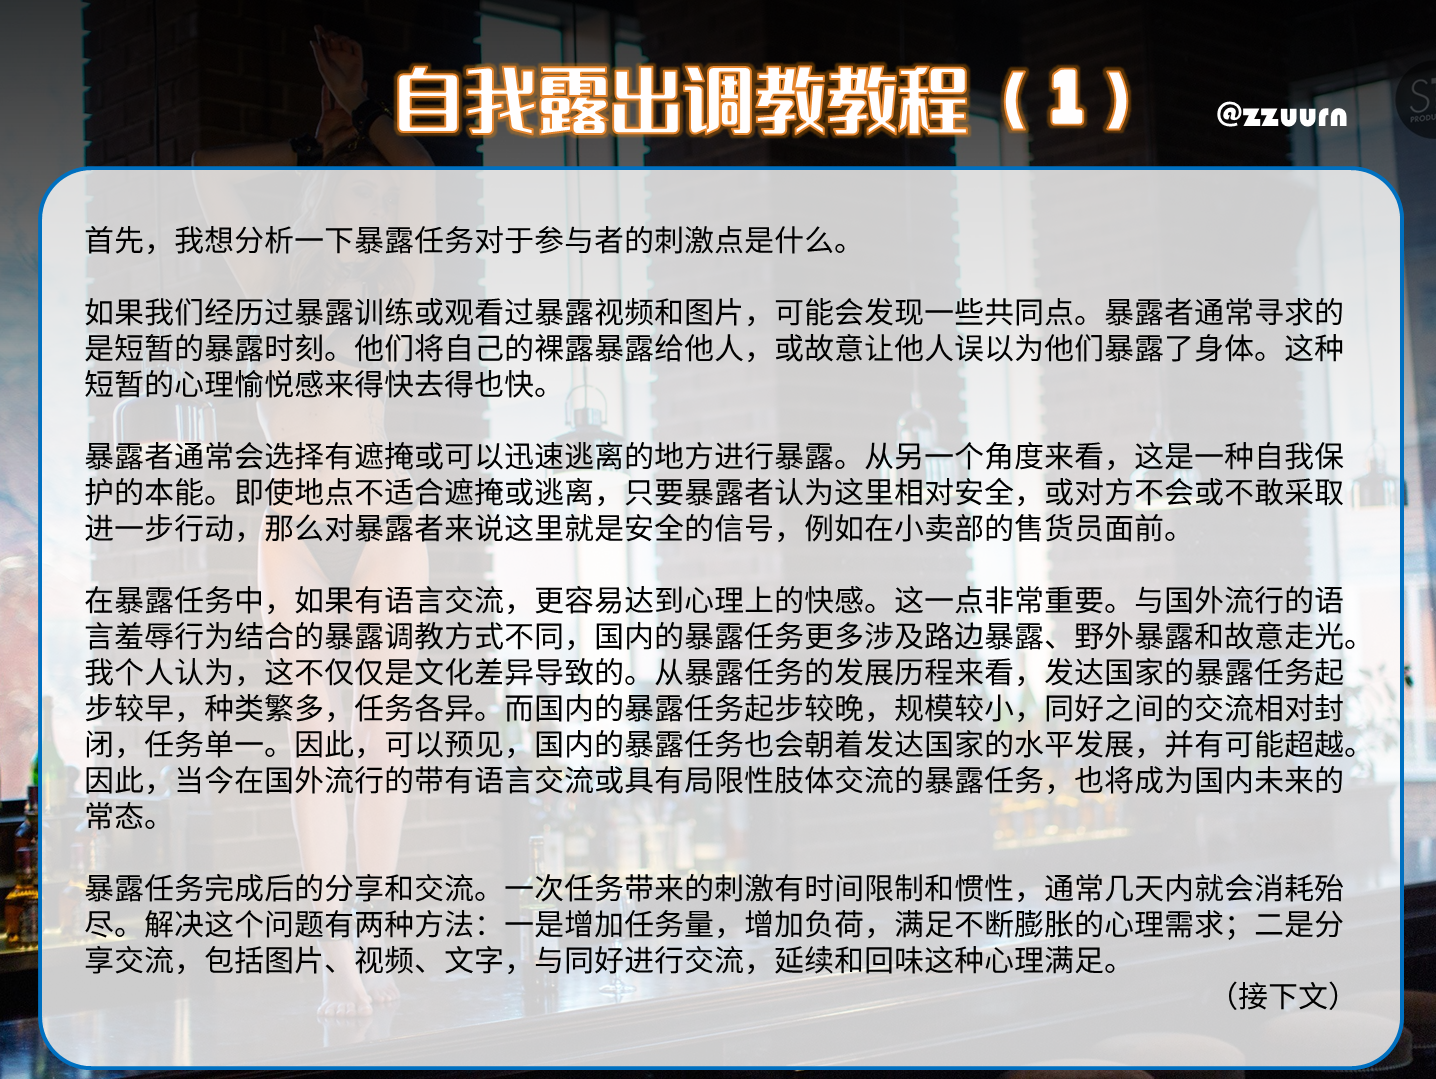 自我露出调教教程（1）
@zzuurn
首先，我想分析一下暴露任务对于参与者的刺激点是什么。
如果我们经历过暴露训练或观看过暴露视频和图片，可能会发现一些共同点。暴露者通常寻求的
是短暂的暴露时刻。他们将自己的裸露暴露给他人，或故意让他人误以为他们暴露了身体。这种
短暂的心理愉悦感来得快去得也快。
暴露者通常会选择有遮掩或可以迅速逃离的地方进行暴露。从另一个角度来看，这是一种自我保
护的本能。即使地点不适合遮掩或逃离，只要暴露者认为这里相对安全，或对方不会或不敢采取
进一步行动，那么对暴露者来说这里就是安全的信号，例如在小卖部的售货员面前。
在暴露任务中，如果有语言交流，更容易达到心理上的快感。这一点非常重要。与国外流行的语
言羞辱行为结合的暴露调教方式不同，国内的暴露任务更多涉及路边暴露、野外暴露和故意走光。
我个人认为，这不仅仅是文化差异导致的。从暴露任务的发展历程来看，发达国家的暴露任务起
步较早，种类繁多，任务各异。而国内的暴露任务起步较晚，规模较小，同好之间的交流相对封
闭，任务单一。因此，可以预见，国内的暴露任务也会朝着发达国家的水平发展，并有可能超越。
因此，当今在国外流行的带有语言交流或具有局限性肢体交流的暴露任务，也将成为国内未来的
常态。
暴露任务完成后的分享和交流。一次任务带来的刺激有时间限制和惯性，通常几天内就会消耗殆
尽。解决这个问题有两种方法：一是增加任务量，增加负荷，满足不断膨胀的心理需求；二是分
享交流，包括图片、视频、文字，与同好进行交流，延续和回味这种心理满足。
（接下文）